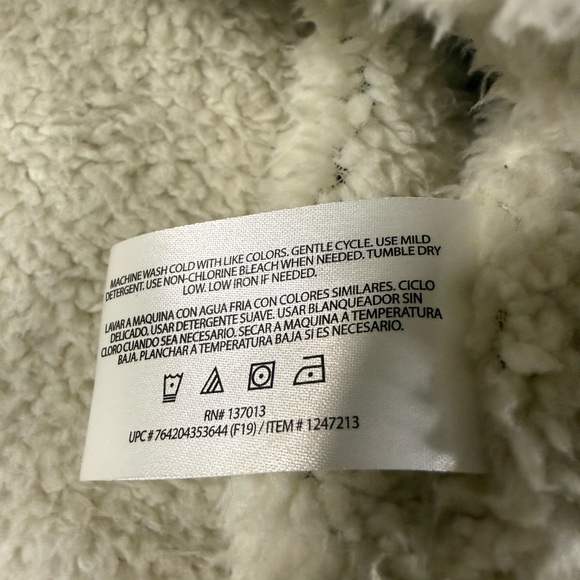 MACHINE WASH COLD WITH LIKE COLORS. GENTLE CYCLE. USE MILD
DETERGENT. USE NON-CHLORINE BLEACH WHEN NEEDED. TUMBLE DRY
LOW. LOW IRON IF NEEDED.
LAVAR A MAQUINA CON AGUA FRIA CON COLORES SIMILARES. CICLO
DELICADO. USAR DETERGENTE SUAVE. USAR BLANQUEADOR SIN
CLORO CUANDO SEA NECESARIO. SECAR A MAQUINA A TEMPERATURA
BAJA. PLANCHAR A TEMPERATURA BAJA SI ES NECESARIO.
RN# 137013
UPC # 764204353644 (F19) / ITEM # 1247213